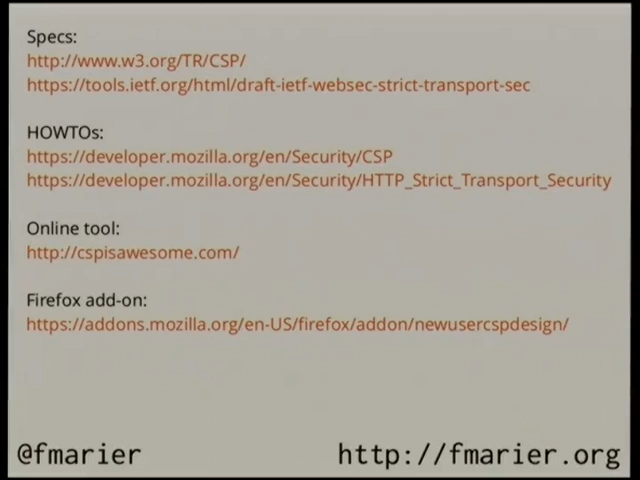 Specs:
http://www.w3.org/TR/CSP/
https://tools.ietf.org/html/draft-ietf-websec-strict-transport-sec
HOWTOs:
https://developer.mozilla.org/en/Security/CSP
https://developer.mozilla.org/en/Security/HTTP_Strict_Transport_Security
Online tool:
http://cspisawesome.com/
Firefox add-on:
https://addons.mozilla.org/en-US/firefox/addon/newusercspdesign/
@fmarier
http://fmarier.org